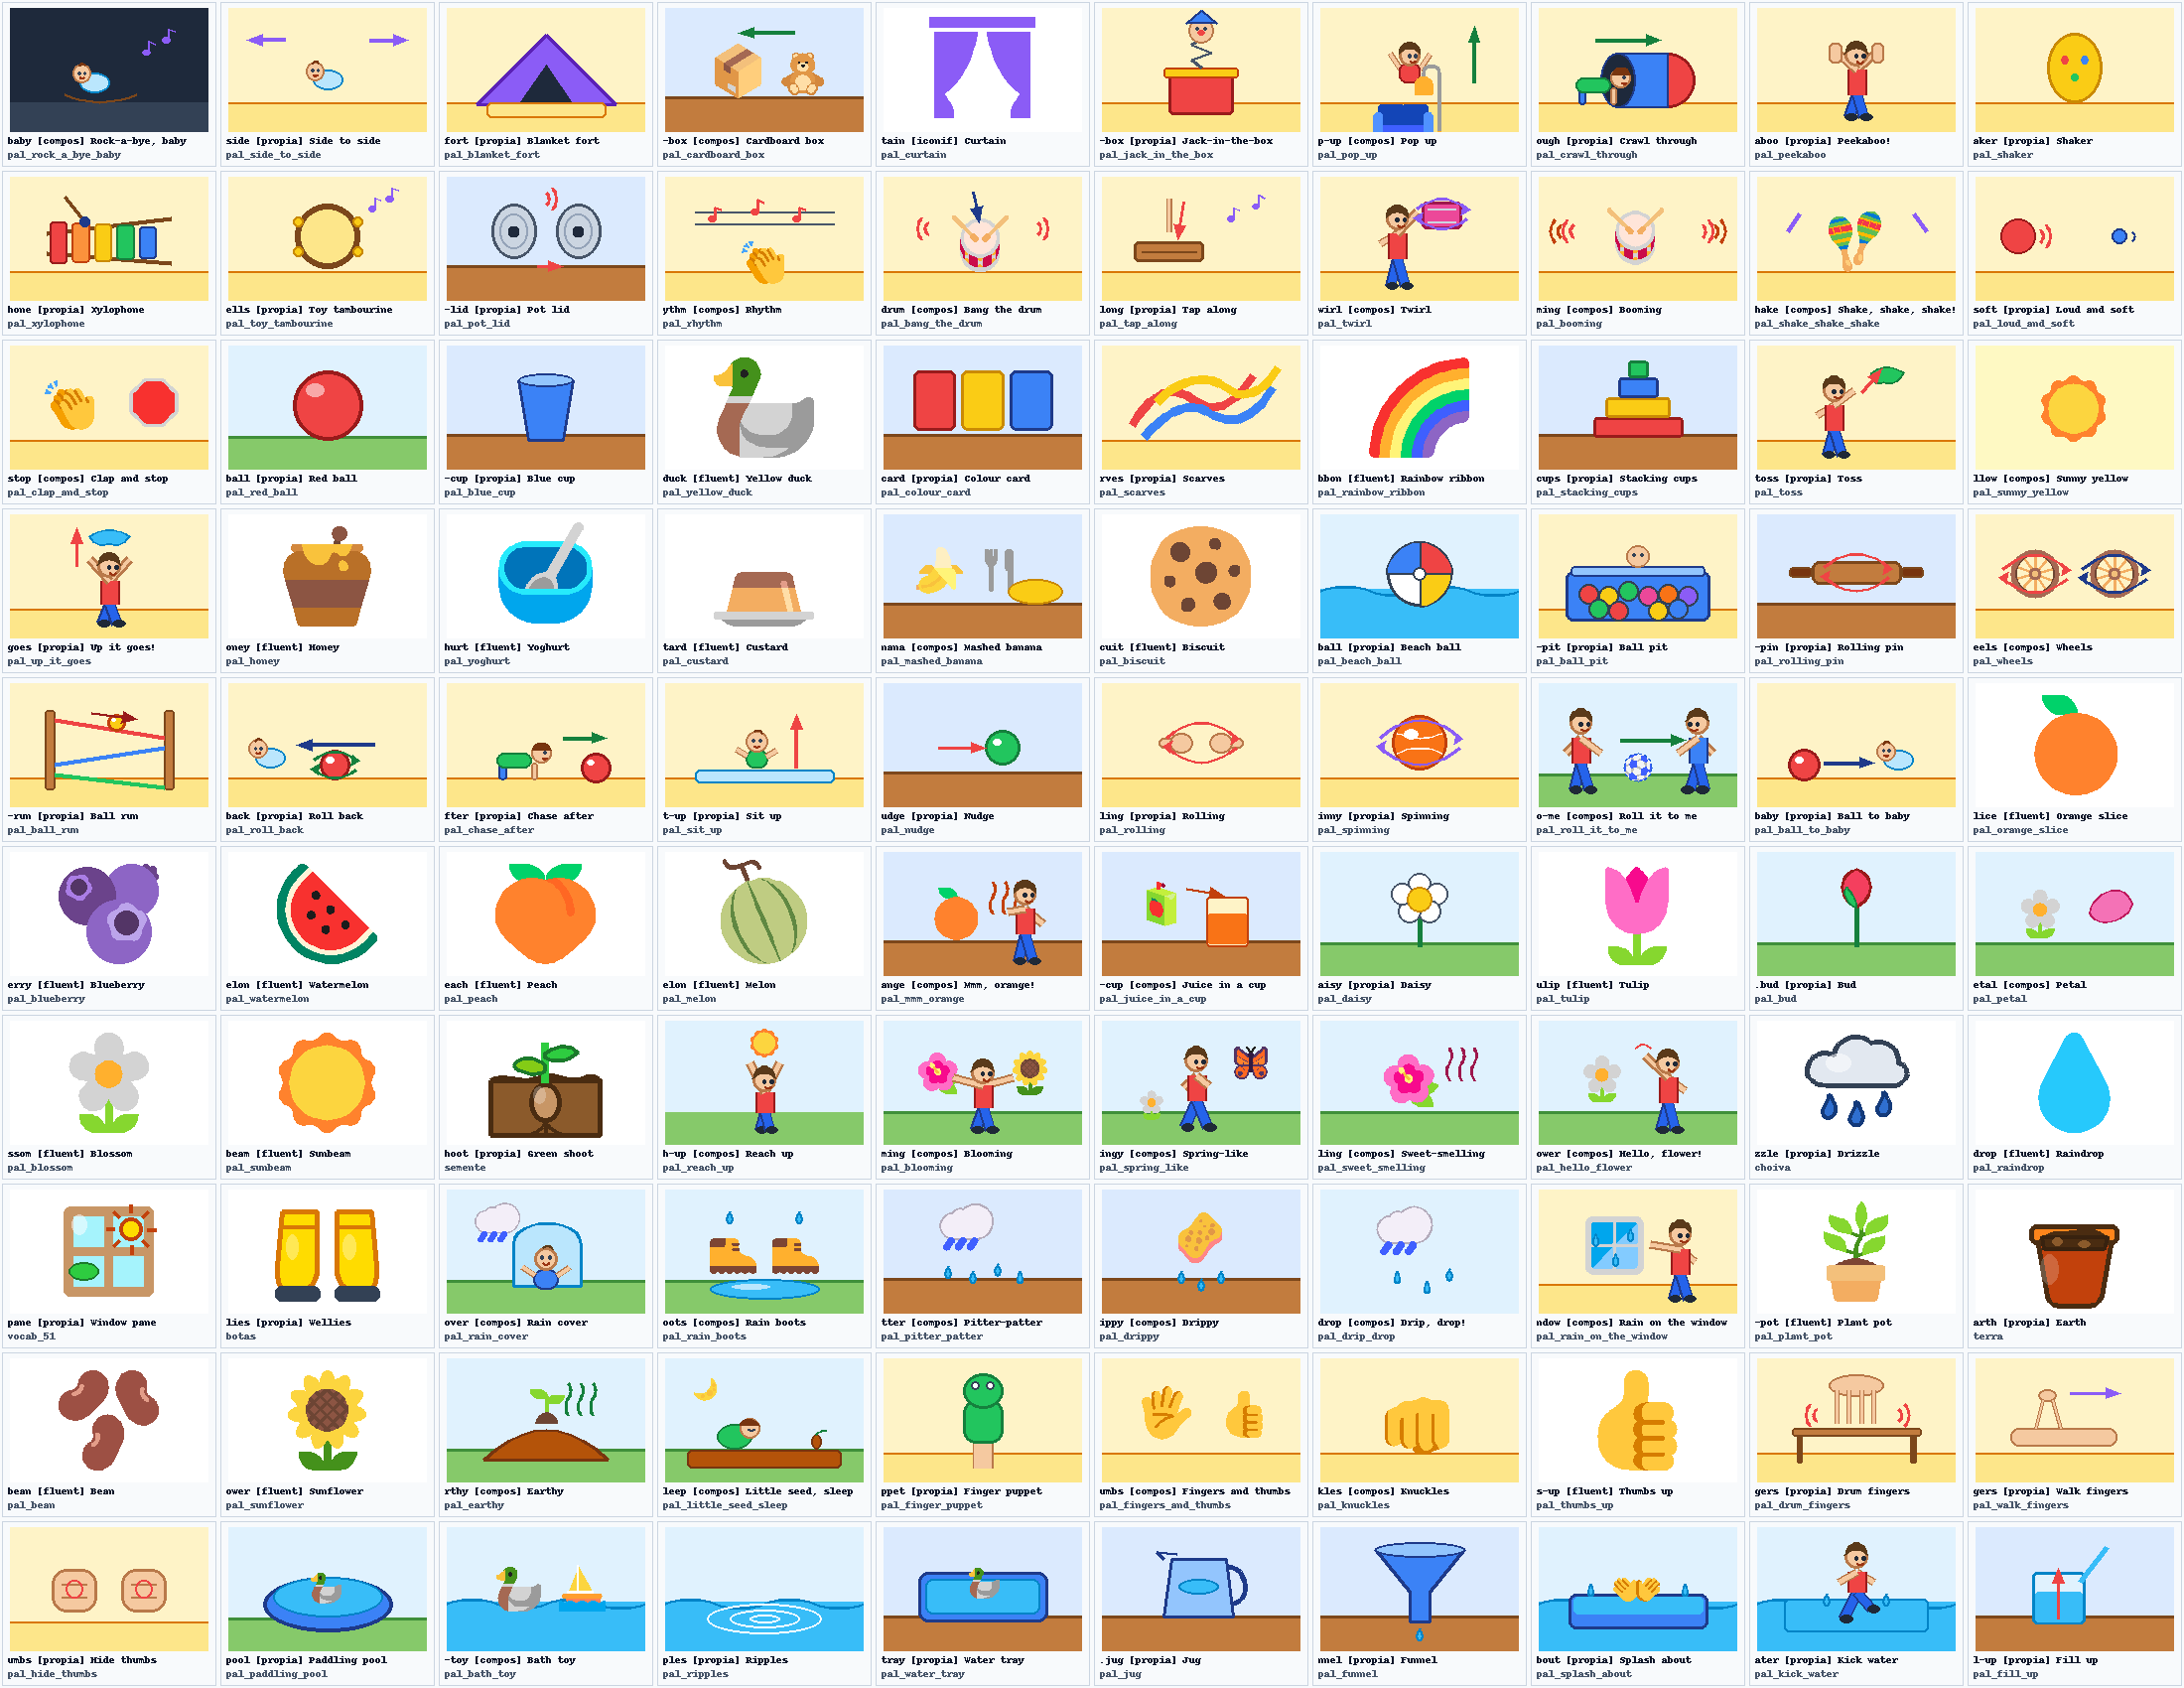 baby [compos] Rock-a-bye, baby
pal_rock_a_bye_baby
side [propia] Side to side
pal_side_to_side
fort [propia] Blanket fort
pal_blanket_fort
-box [compos] Cardboard box
pal_cardboard_box
tain [iconif] Curtain
pal_curtain
-box [propia] Jack-in-the-box
pal_jack_in_the_box
p-up [compos] Pop up
pal_pop_up
ough [propia] Crawl through
pal_crawl_through
aboo [propia] Peekaboo!
pal_peekaboo
aker [propia] Shaker
pal_shaker
hone [propia] Xylophone
pal_xylophone
ells [propia] Toy tambourine
pal_toy_tambourine
-lid [propia] Pot lid
pal_pot_lid
ythm [compos] Rhythm
pal_rhythm
drum [compos] Bang the drum
pal_bang_the_drum
long [propia] Tap along
pal_tap_along
wirl [compos] Twirl
pal_twirl
ming [compos] Booming
pal_booming
hake [compos] Shake, shake, shake!
pal_shake_shake_shake
soft [propia] Loud and soft
pal_loud_and_soft
stop [compos] Clap and stop
pal_clap_and_stop
ball [propia] Red ball
pal_red_ball
-cup [propia] Blue cup
pal_blue_cup
duck [fluent] Yellow duck
pal_yellow_duck
card [propia] Colour card
pal_colour_card
rves [propia] Scarves
pal_scarves
bbon [fluent] Rainbow ribbon
pal_rainbow_ribbon
cups [propia] Stacking cups
pal_stacking_cups
toss [propia] Toss
pal_toss
llow [compos] Sunny yellow
pal_sunny_yellow
goes [propia] Up it goes!
pal_up_it_goes
oney [fluent] Honey
pal_honey
hurt [fluent] Yoghurt
pal_yoghurt
tard [fluent] Custard
pal_custard
nana [compos] Mashed banana
pal_mashed_banana
cuit [fluent] Biscuit
pal_biscuit
ball [propia] Beach ball
pal_beach_ball
-pit [propia] Ball pit
pal_ball_pit
-pin [propia] Rolling pin
pal_rolling_pin
eels [compos] Wheels
pal_wheels
-run [propia] Ball run
pal_ball_run
back [propia] Roll back
pal_roll_back
fter [propia] Chase after
pal_chase_after
t-up [propia] Sit up
pal_sit_up
udge [propia] Nudge
pal_nudge
ling [propia] Rolling
pal_rolling
inny [propia] Spinning
pal_spinning
o-me [compos] Roll it to me
pal_roll_it_to_me
baby [propia] Ball to baby
pal_ball_to_baby
lice [fluent] Orange slice
pal_orange_slice
erry [fluent] Blueberry
pal_blueberry
elon [fluent] Watermelon
pal_watermelon
each [fluent] Peach
pal_peach
elon [fluent] Melon
pal_melon
ange [compos] Mmm, orange!
pal_mmm_orange
-cup [compos] Juice in a cup
pal_juice_in_a_cup
aisy [propia] Daisy
pal_daisy
ulip [fluent] Tulip
pal_tulip
.bud [propia] Bud
pal_bud
etal [compos] Petal
pal_petal
ssom [fluent] Blossom
pal_blossom
beam [fluent] Sunbeam
pal_sunbeam
hoot [propia] Green shoot
semente
h-up [compos] Reach up
pal_reach_up
ming [compos] Blooming
pal_blooming
ingy [compos] Spring-like
pal_spring_like
ling [compos] Sweet-smelling
pal_sweet_smelling
ower [compos] Hello, flower!
pal_hello_flower
zzle [propia] Drizzle
choiva
drop [fluent] Raindrop
pal_raindrop
pane [propia] Window pane
vocab_51
lies [propia] Wellies
botas
over [compos] Rain cover
pal_rain_cover
oots [compos] Rain boots
pal_rain_boots
tter [compos] Pitter-patter
pal_pitter_patter
ippy [compos] Drippy
pal_drippy
drop [compos] Drip, drop!
pal_drip_drop
ndow [compos] Rain on the window
pal_rain_on_the_window
-pot [fluent] Plant pot
pal_plant_pot
arth [propia] Earth
terra
bean [fluent] Bean
pal_bean
ower [fluent] Sunflower
pal_sunflower
rthy [compos] Earthy
pal_earthy
leep [compos] Little seed, sleep
pal_little_seed_sleep
ppet [propia] Finger puppet
pal_finger_puppet
umbs [compos] Fingers and thumbs
pal_fingers_and_thumbs
kles [compos] Knuckles
pal_knuckles
s-up [fluent] Thumbs up
pal_thumbs_up
gers [propia] Drum fingers
pal_drum_fingers
gers [propia] Walk fingers
pal_walk_fingers
umbs [propia] Hide thumbs
pal_hide_thumbs
pool [propia] Paddling pool
pal_paddling_pool
-toy [compos] Bath toy
pal_bath_toy
ples [propia] Ripples
pal_ripples
tray [propia] Water tray
pal_water_tray
.jug [propia] Jug
pal_jug
nnel [propia] Funnel
pal_funnel
bout [propia] Splash about
pal_splash_about
ater [propia] Kick water
pal_kick_water
l-up [propia] Fill up
pal_fill_up